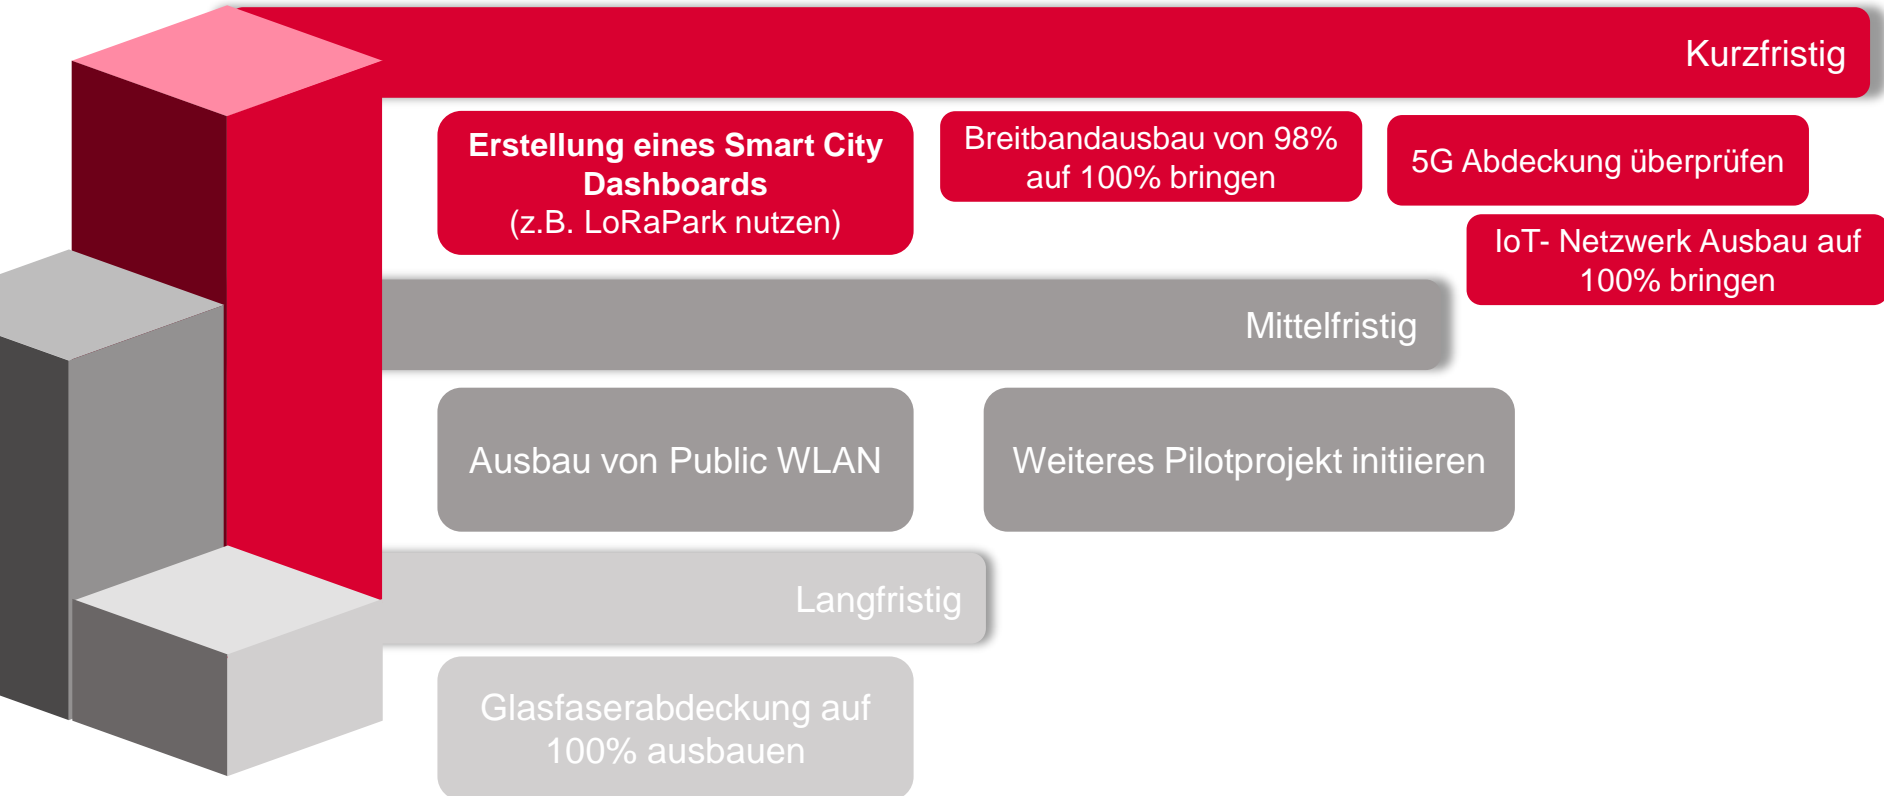 Kurzfristig
Erstellung eines Smart City
Dashboards
(z.B. LoRaPark nutzen)
Breitbandausbau von 98%
auf 100% bringen
5G Abdeckung überprüfen
IoT- Netzwerk Ausbau auf
100% bringen
Mittelfristig
Ausbau von Public WLAN
Weiteres Pilotprojekt initiieren
Langfristig
Glasfaserabdeckung auf
100% ausbauen